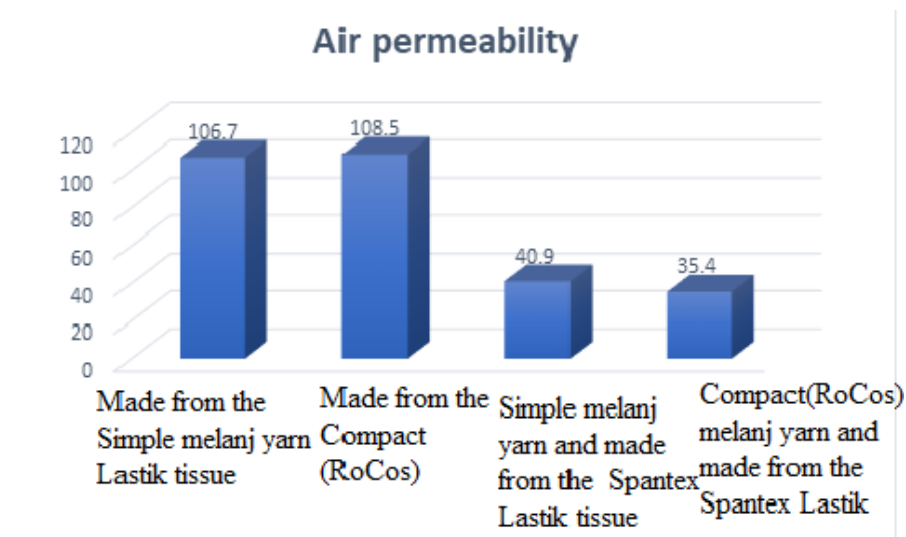 Air permeability
106.7
108.5
40.9
35.4
120
100
80
60
40
20
0
Made from the
Simple melanj yarn
Lastik tissue
Made from the
Compact
(RoCos)
Simple melanj
yarn and made
from the Spantex
Lastik tissue
Compact(RoCos)
melanj yarn and
made from the
Spantex Lastik